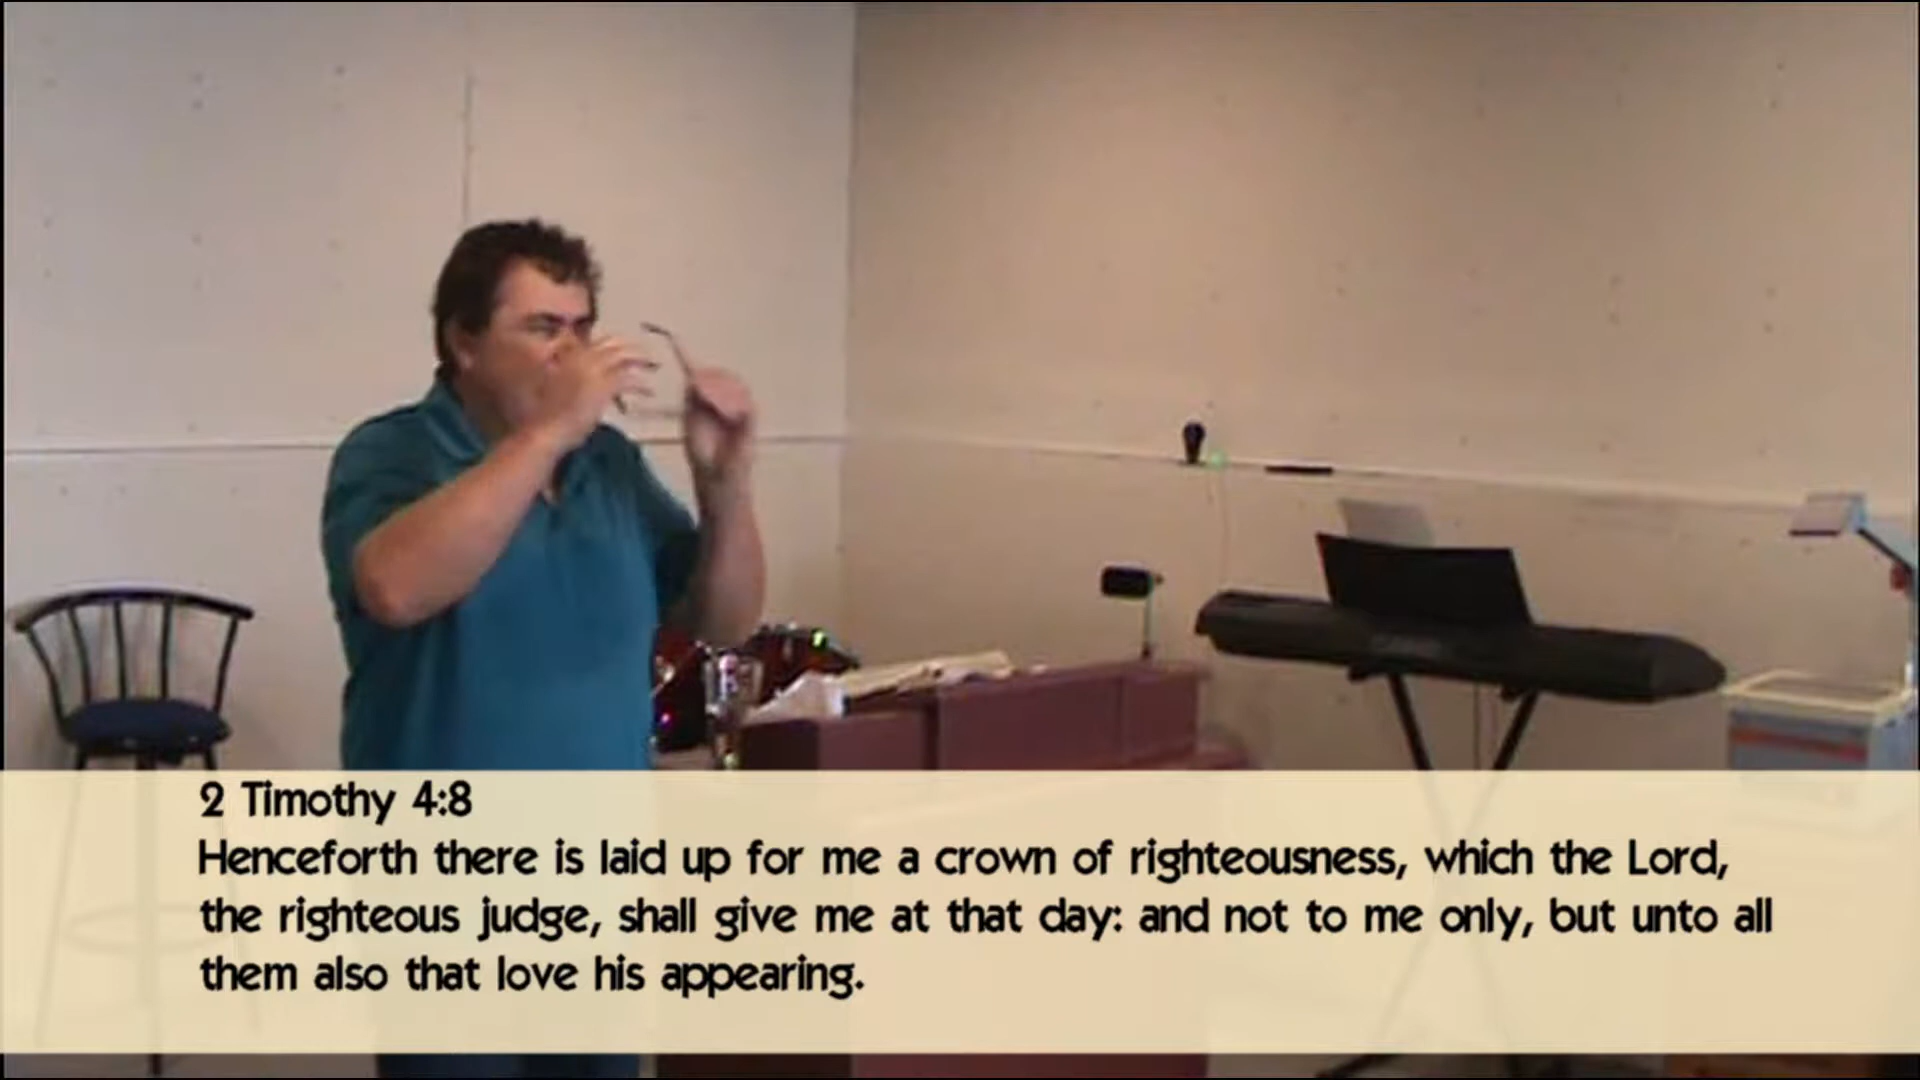 2 Timothy 4:8
Henceforth there is laid up for me a crown of righteousness, which the Lord,
the righteous judge, shall give me at that day: and not to me only, but unto all
them also that love his appearing.